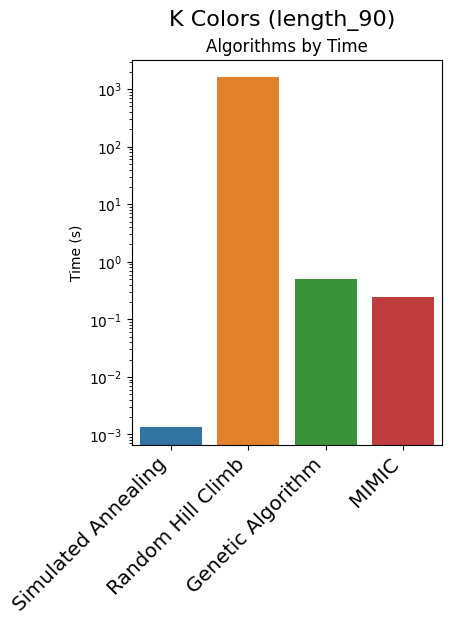 K Colors (length_90)
Algorithms by Time
Time (s)
10³
10²
10¹
10⁰
10⁻¹
10⁻²
10⁻³
Simulated Annealing
Random Hill Climb
Genetic Algorithm
MIMIC